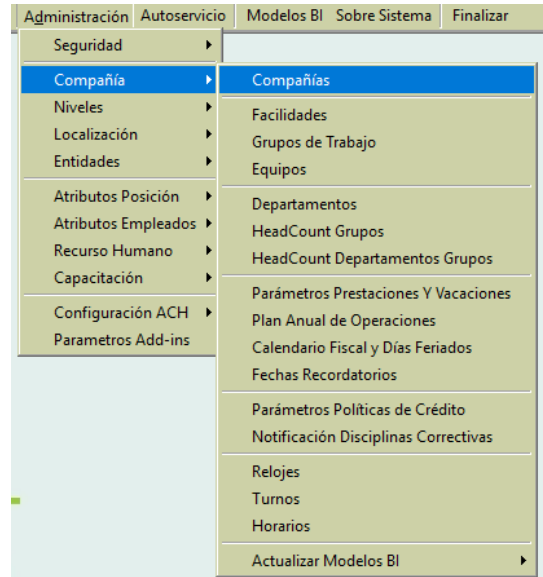 Administración Autoservicio Modelos BI Sobre Sistema Finalizar
Seguridad
Compañía
Niveles
Localización
Entidades
Atributos Posición
Atributos Empleados
Recurso Humano
Capacitación
Configuración ACH
Parametros Add-ins
Compañías
Facilidades
Grupos de Trabajo
Equipos
Departamentos
HeadCount Grupos
HeadCount Departamentos Grupos
Parámetros Prestaciones Y Vacaciones
Plan Anual de Operaciones
Calendario Fiscal y Días Feriados
Fechas Recordatorios
Parámetros Políticas de Crédito
Notificación Disciplinas Correctivas
Relojes
Turnos
Horarios
Actualizar Modelos BI